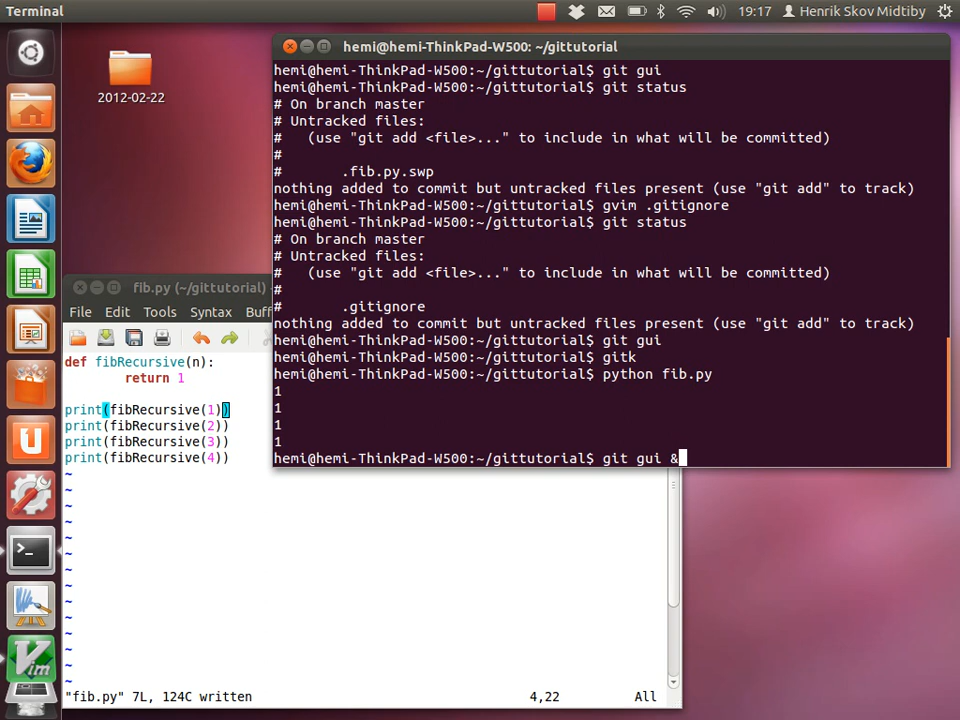 Terminal
19:17
Henrik Skov Midtiby
2012-02-22
hemi@hemi-ThinkPad-W500: ~/gittutorial
hemi@hemi-ThinkPad-W500:~/gittutorial$ git gui
hemi@hemi-ThinkPad-W500:~/gittutorial$ git status
# On branch master
# Untracked files:
#   (use "git add <file>..." to include in what will be committed)
#
#       .fib.py.swp
nothing added to commit but untracked files present (use "git add" to track)
hemi@hemi-ThinkPad-W500:~/gittutorial$ gvim .gitignore
hemi@hemi-ThinkPad-W500:~/gittutorial$ git status
# On branch master
# Untracked files:
#   (use "git add <file>..." to include in what will be committed)
#
#       .gitignore
nothing added to commit but untracked files present (use "git add" to track)
hemi@hemi-ThinkPad-W500:~/gittutorial$ git gui
hemi@hemi-ThinkPad-W500:~/gittutorial$ gitk
hemi@hemi-ThinkPad-W500:~/gittutorial$ python fib.py
1
1
1
1
hemi@hemi-ThinkPad-W500:~/gittutorial$ git gui &
fib.py (~/gittutorial)
File Edit Tools Syntax Buff
def fibRecursive(n):
        return 1
print(fibRecursive(1))
print(fibRecursive(2))
print(fibRecursive(3))
print(fibRecursive(4))
~
~
~
~
~
~
~
~
~
~
~
~
~
~
"fib.py" 7L, 124C written 4,22 All